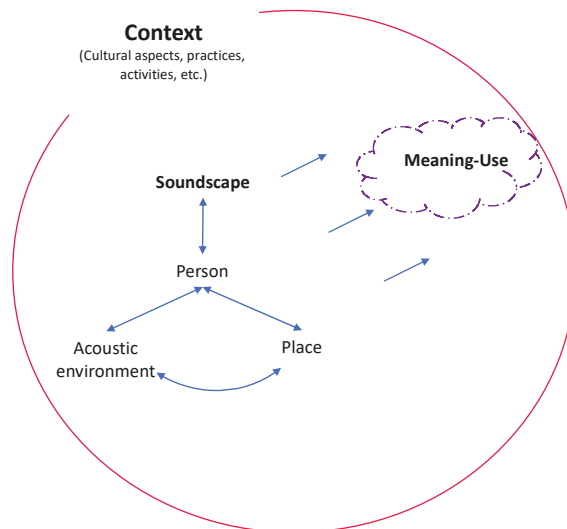 Context
(Cultural aspects, practices,
activities, etc.)
Meaning-Use
Soundscape
Person
Acoustic
environment
Place